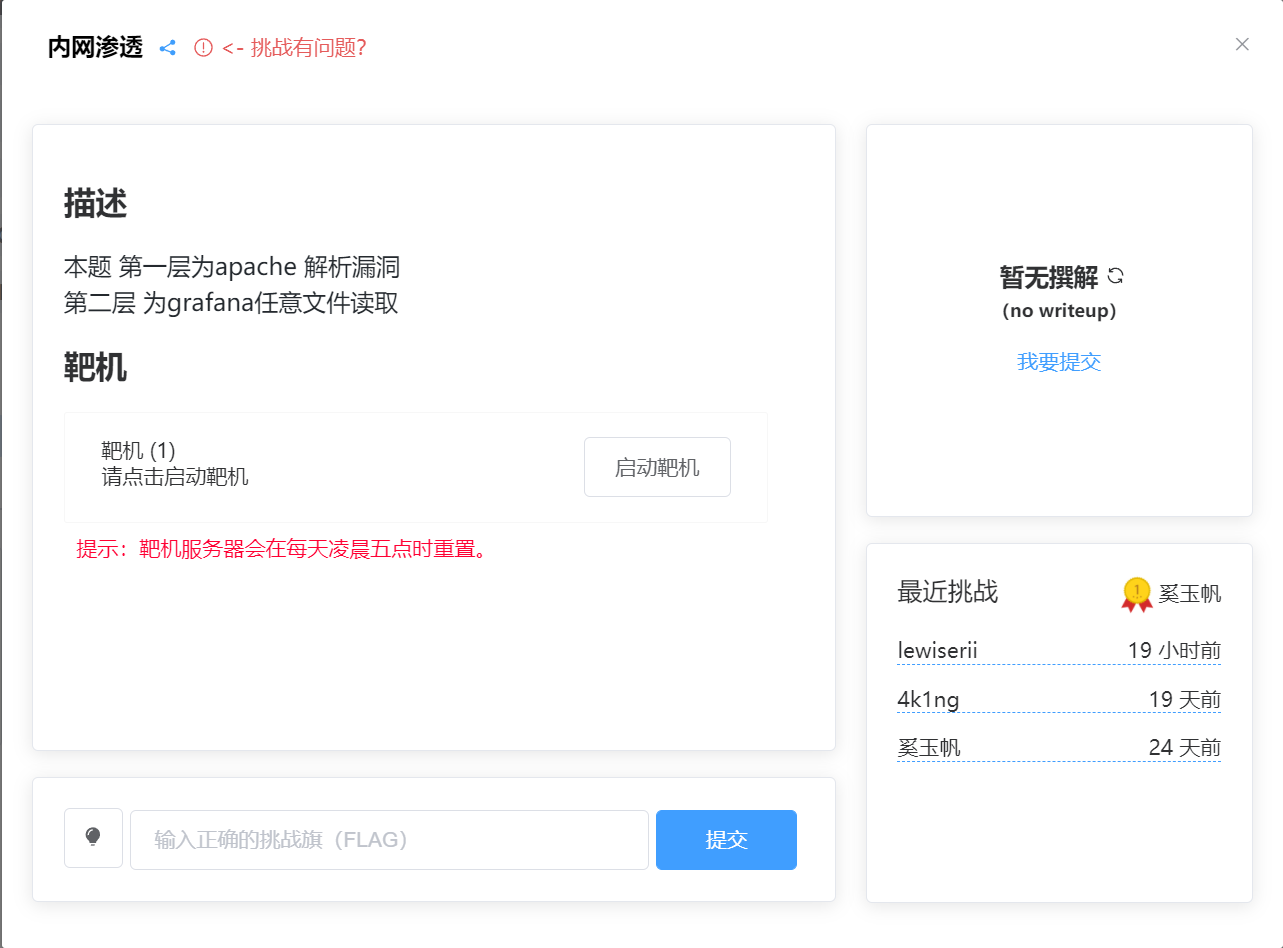 内网渗透 <- 挑战有问题?
描述
本题 第一层为apache 解析漏洞
第二层 为grafana任意文件读取
靶机
靶机 (1)
请点击启动靶机
启动靶机
提示：靶机服务器会在每天凌晨五点时重置。
输入正确的挑战旗（FLAG）
提交
暂无撰解
(no writeup)
我要提交
最近挑战 1 奚玉帆
lewiserii 19 小时前
4k1ng 19 天前
奚玉帆 24 天前